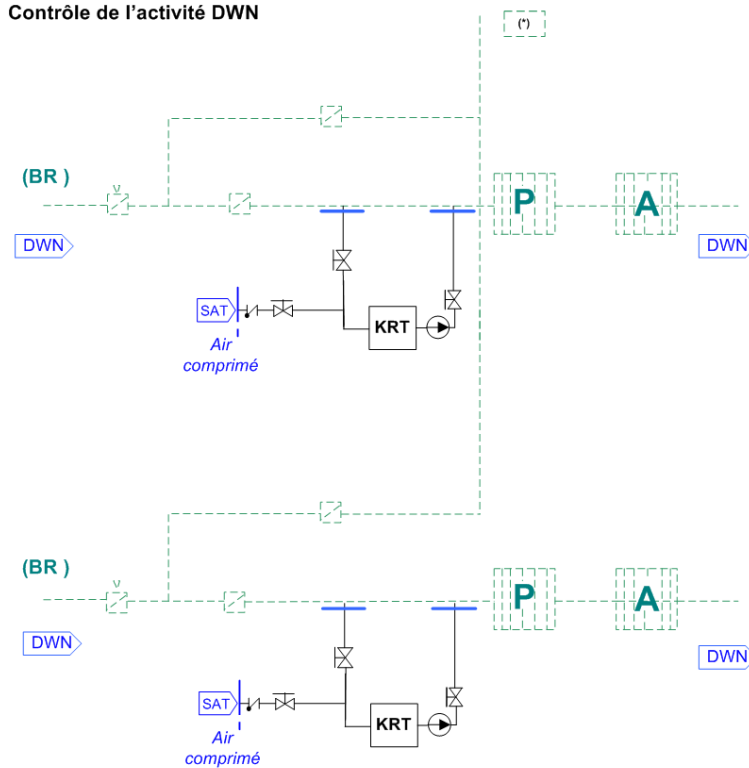 Contrôle de l'activité DWN
(*)
(BR )
P
A
DWN
DWN
SAT
KRT
Air
comprimé
(BR )
P
A
DWN
DWN
SAT
KRT
Air
comprimé